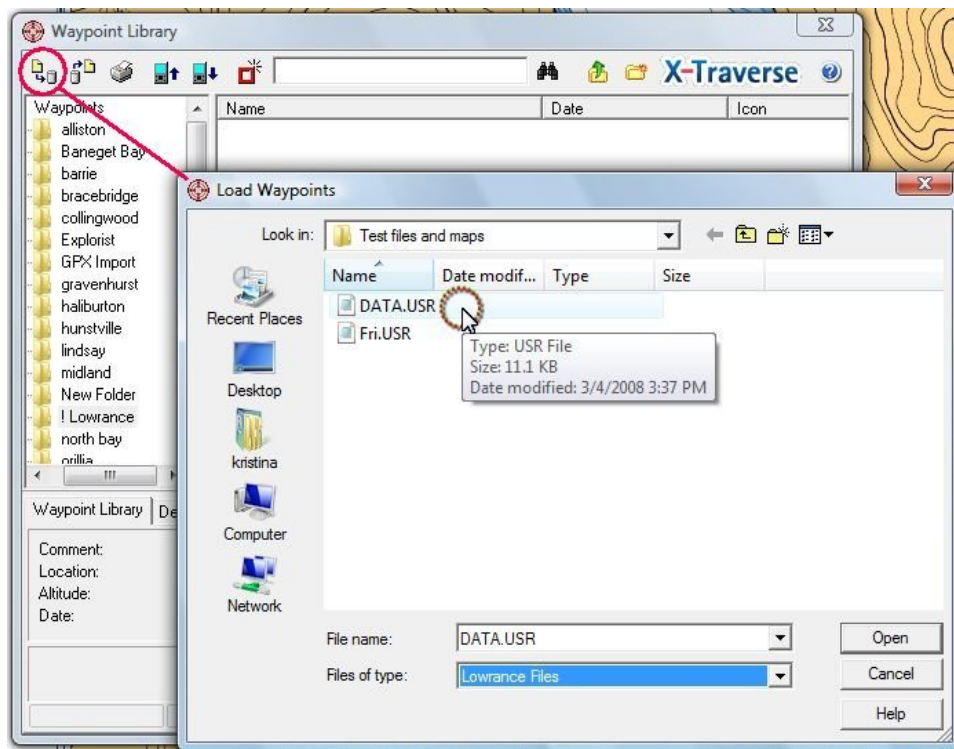 Waypoint Library
X-Traverse
Waypoints
alliston
Baneget Bay
barrie
bracebridge
collingwood
Explorist
GPX Import
gravenhurst
haliburton
hunstville
lindsay
midland
New Folder
! Lowrance
north bay
orillia
Name Date Icon
Waypoint Library De
Comment:
Location:
Altitude:
Date:
Load Waypoints
Look in: Test files and maps
Name Date modif... Type Size
Recent Places
Desktop
kristina
Computer
Network
DATA.USR
Fri.USR
Type: USR File
Size: 11.1 KB
Date modified: 3/4/2008 3:37 PM
File name: DATA.USR Open
Files of type: Lowrance Files Cancel
Help